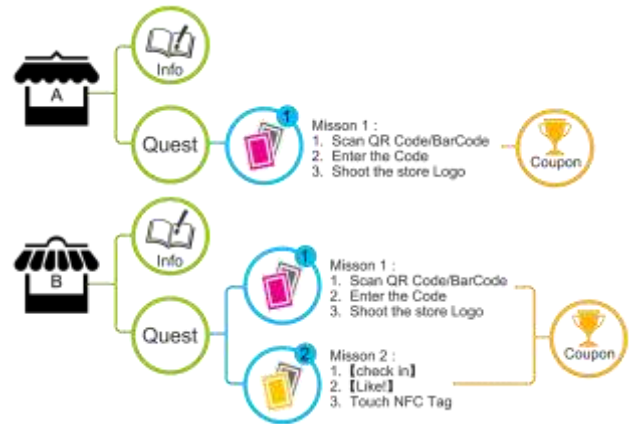 A
Info
Quest
1
Misson 1 :
1. Scan QR Code/BarCode
2. Enter the Code
3. Shoot the store Logo
Coupon
B
Info
Quest
1
Misson 1 :
1. Scan QR Code/BarCode
2. Enter the Code
3. Shoot the store Logo
2
Misson 2 :
1.【check in】
2.【Like!】
3. Touch NFC Tag
Coupon